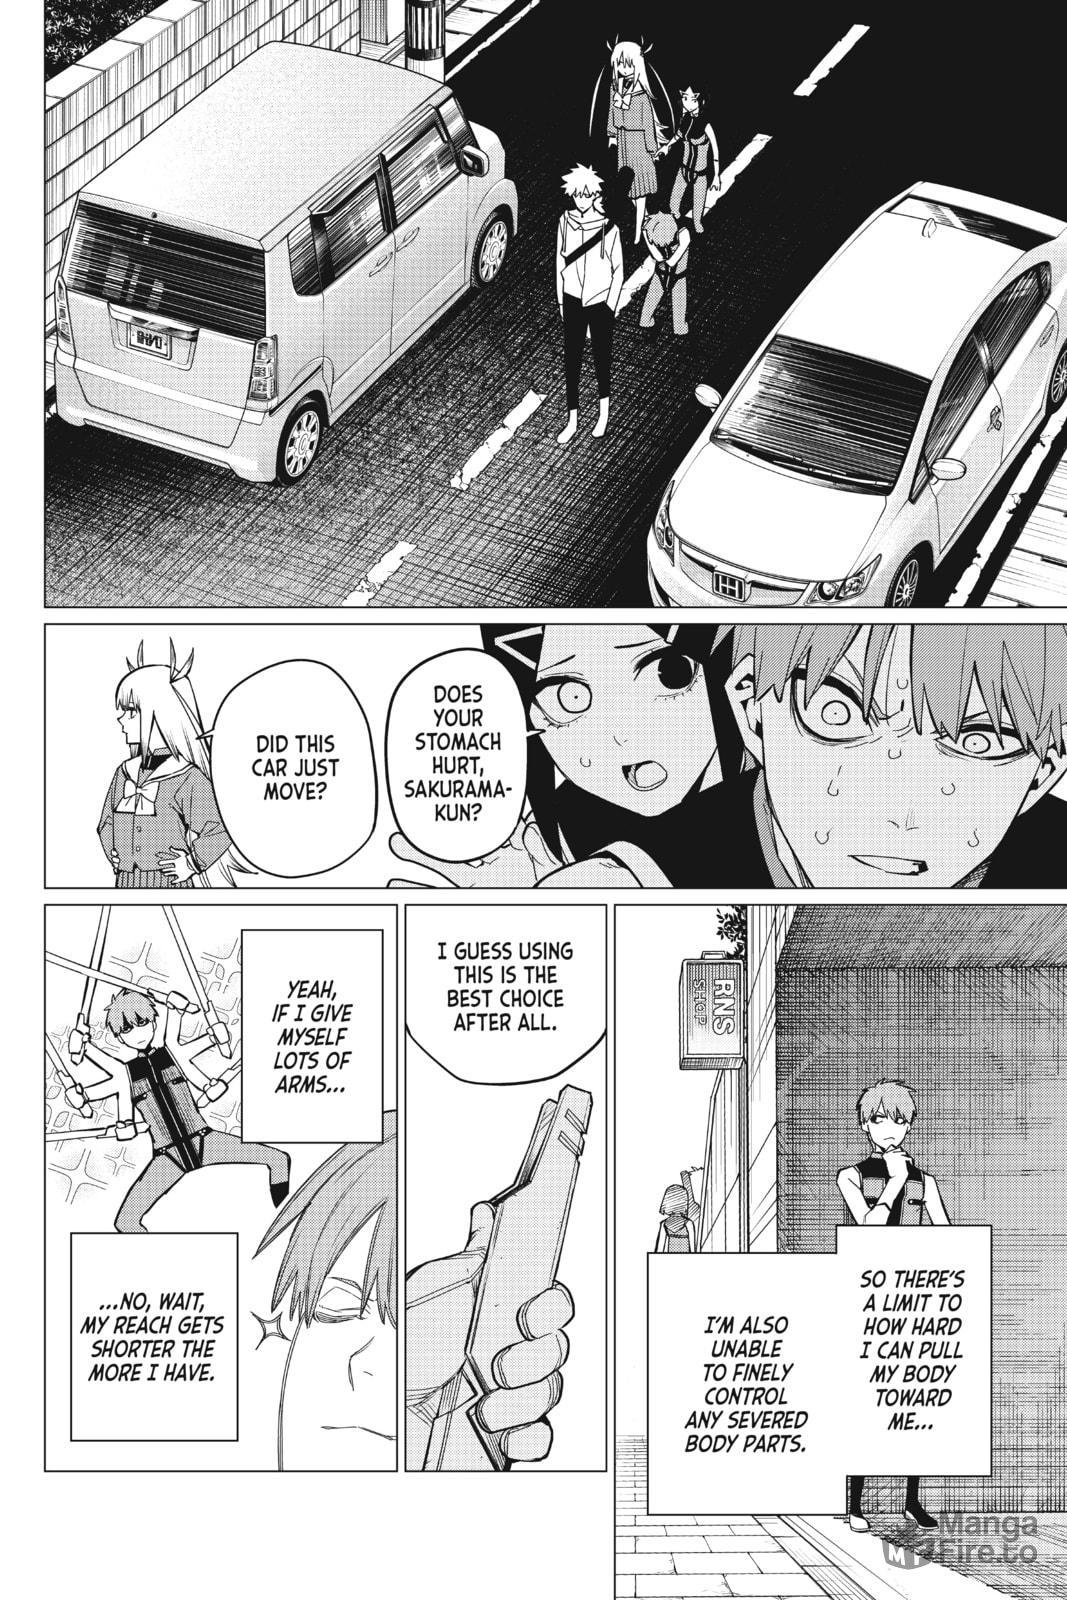 DOES
YOUR
STOMACH
HURT,
SAKURAMA-
KUN?
DID THIS
CAR JUST
MOVE?
RNS
SHOP
SO THERE'S
A LIMIT TO
HOW HARD
I CAN PULL
MY BODY
TOWARD
ME...
I'M ALSO
UNABLE
TO FINELY
CONTROL
ANY SEVERED
BODY PARTS.
I GUESS USING
THIS IS THE
BEST CHOICE
AFTER ALL.
YEAH,
IF I GIVE
MYSELF
LOTS OF
ARMS...
...NO, WAIT,
MY REACH GETS
SHORTER THE
MORE I HAVE.
Manga
Fire.to